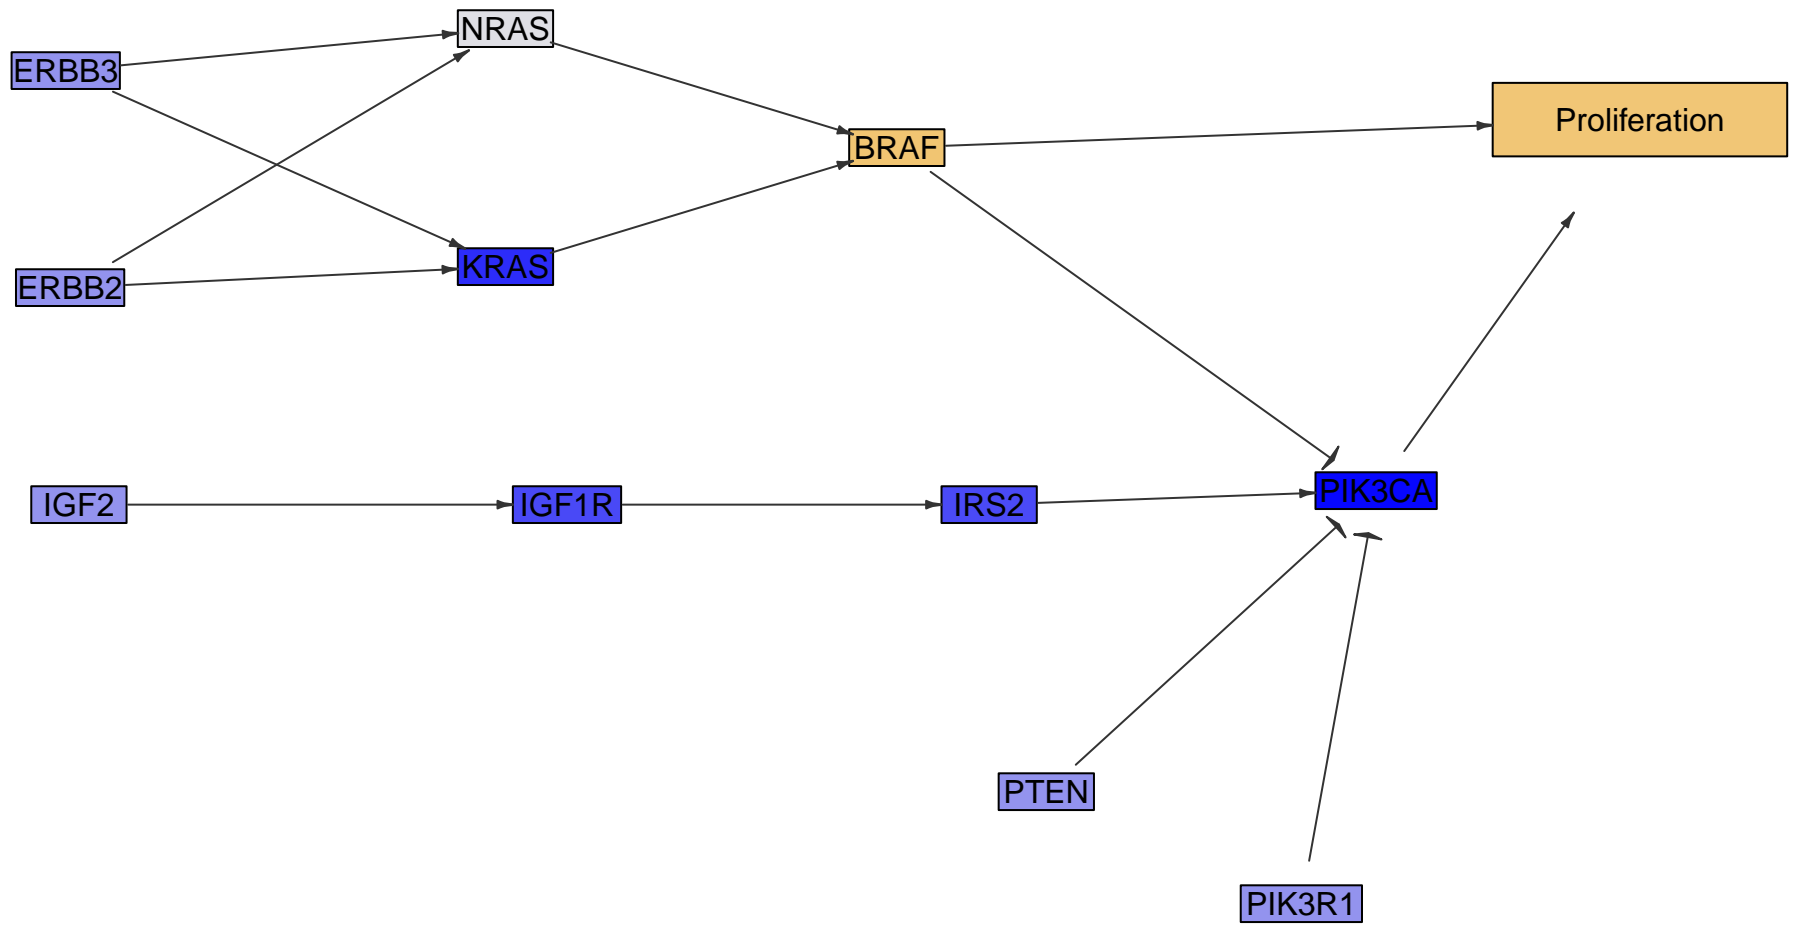 NRAS
ERBB3
Proliferation
BRAF
KRAS
ERBB2
PIK3CA
IGF2
IGF1R
IRS2
PTEN
PIK3R1